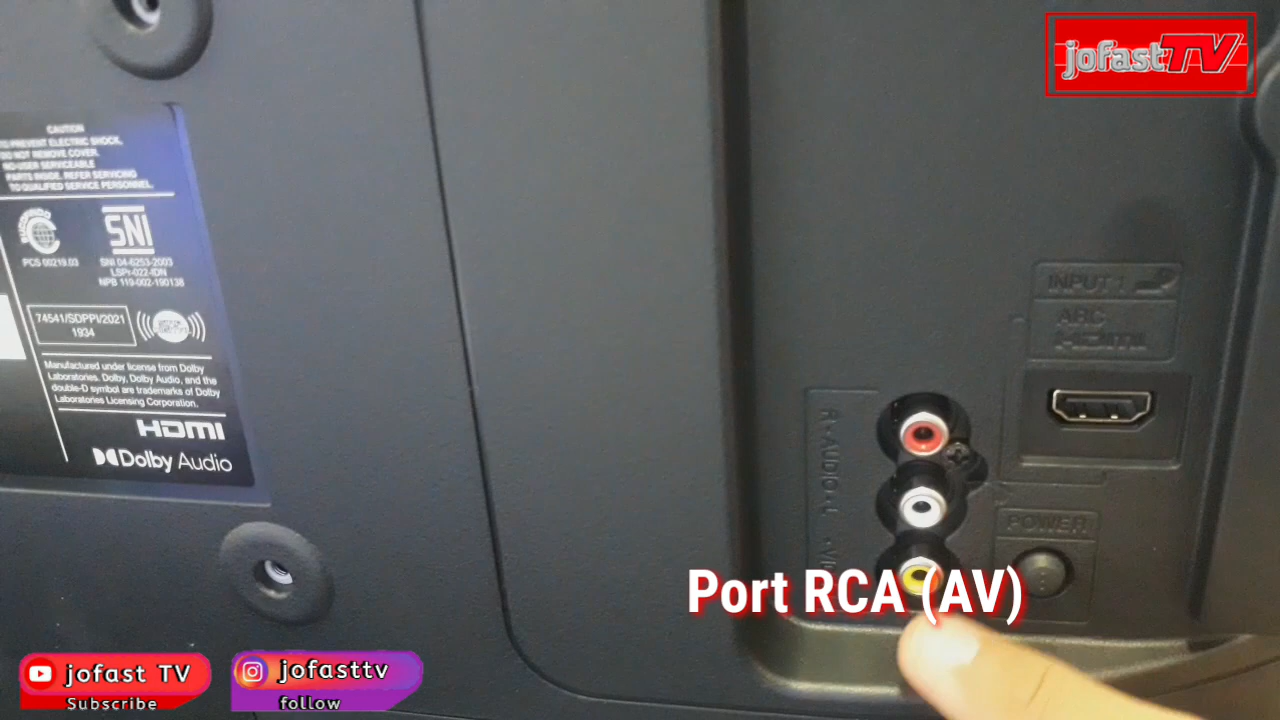 jofastTV
CAUTION
TO PREVENT ELECTRIC SHOCK,
DO NOT REMOVE COVER.
NO USER SERVICEABLE
PARTS INSIDE. REFER SERVICING
TO QUALIFIED SERVICE PERSONNEL.
SNI
PCS 00219.03
SNI 04-6253-2003
LSPr-022-IDN
NPB 119-002-190138
74541/SDPPI/2021
1934
Manufactured under license from Dolby
Laboratories. Dolby, Dolby Audio, and the
double-D symbol are trademarks of Dolby
Laboratories Licensing Corporation.
HDMI
Dolby Audio
INPUT 1
ARC
HDMI
R-AUDIO-L
POWER
Port RCA (AV)
jofast TV
Subscribe
jofasttv
follow